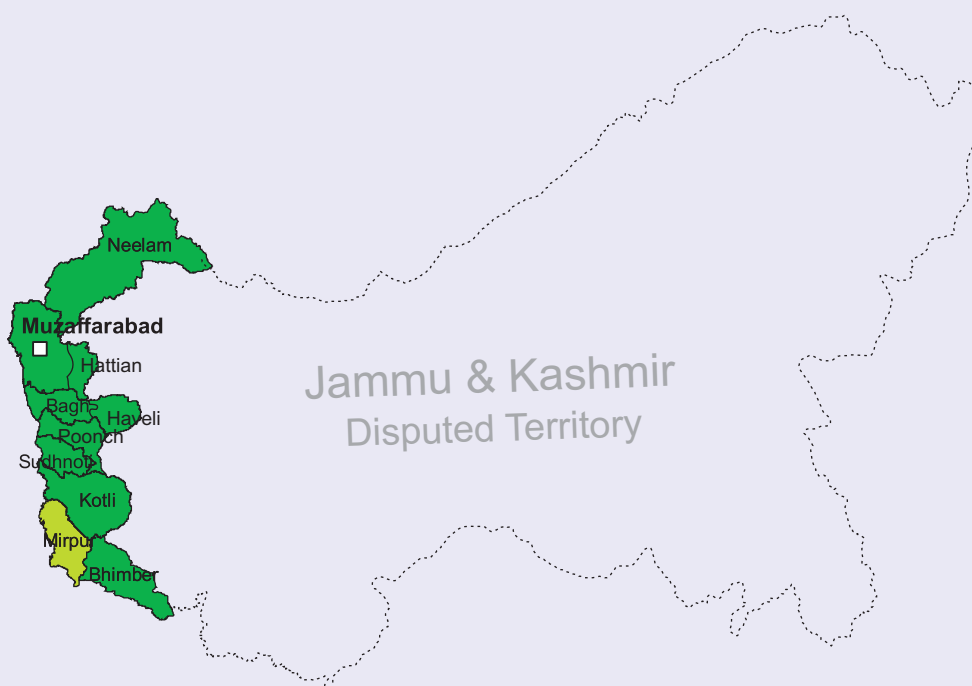 Neelam
Muzaffarabad
Hattian
Jammu & Kashmir
Disputed Territory
Bagh
Haveli
Poonch
Sudhnoti
Kotli
Mirpur
Bhimber